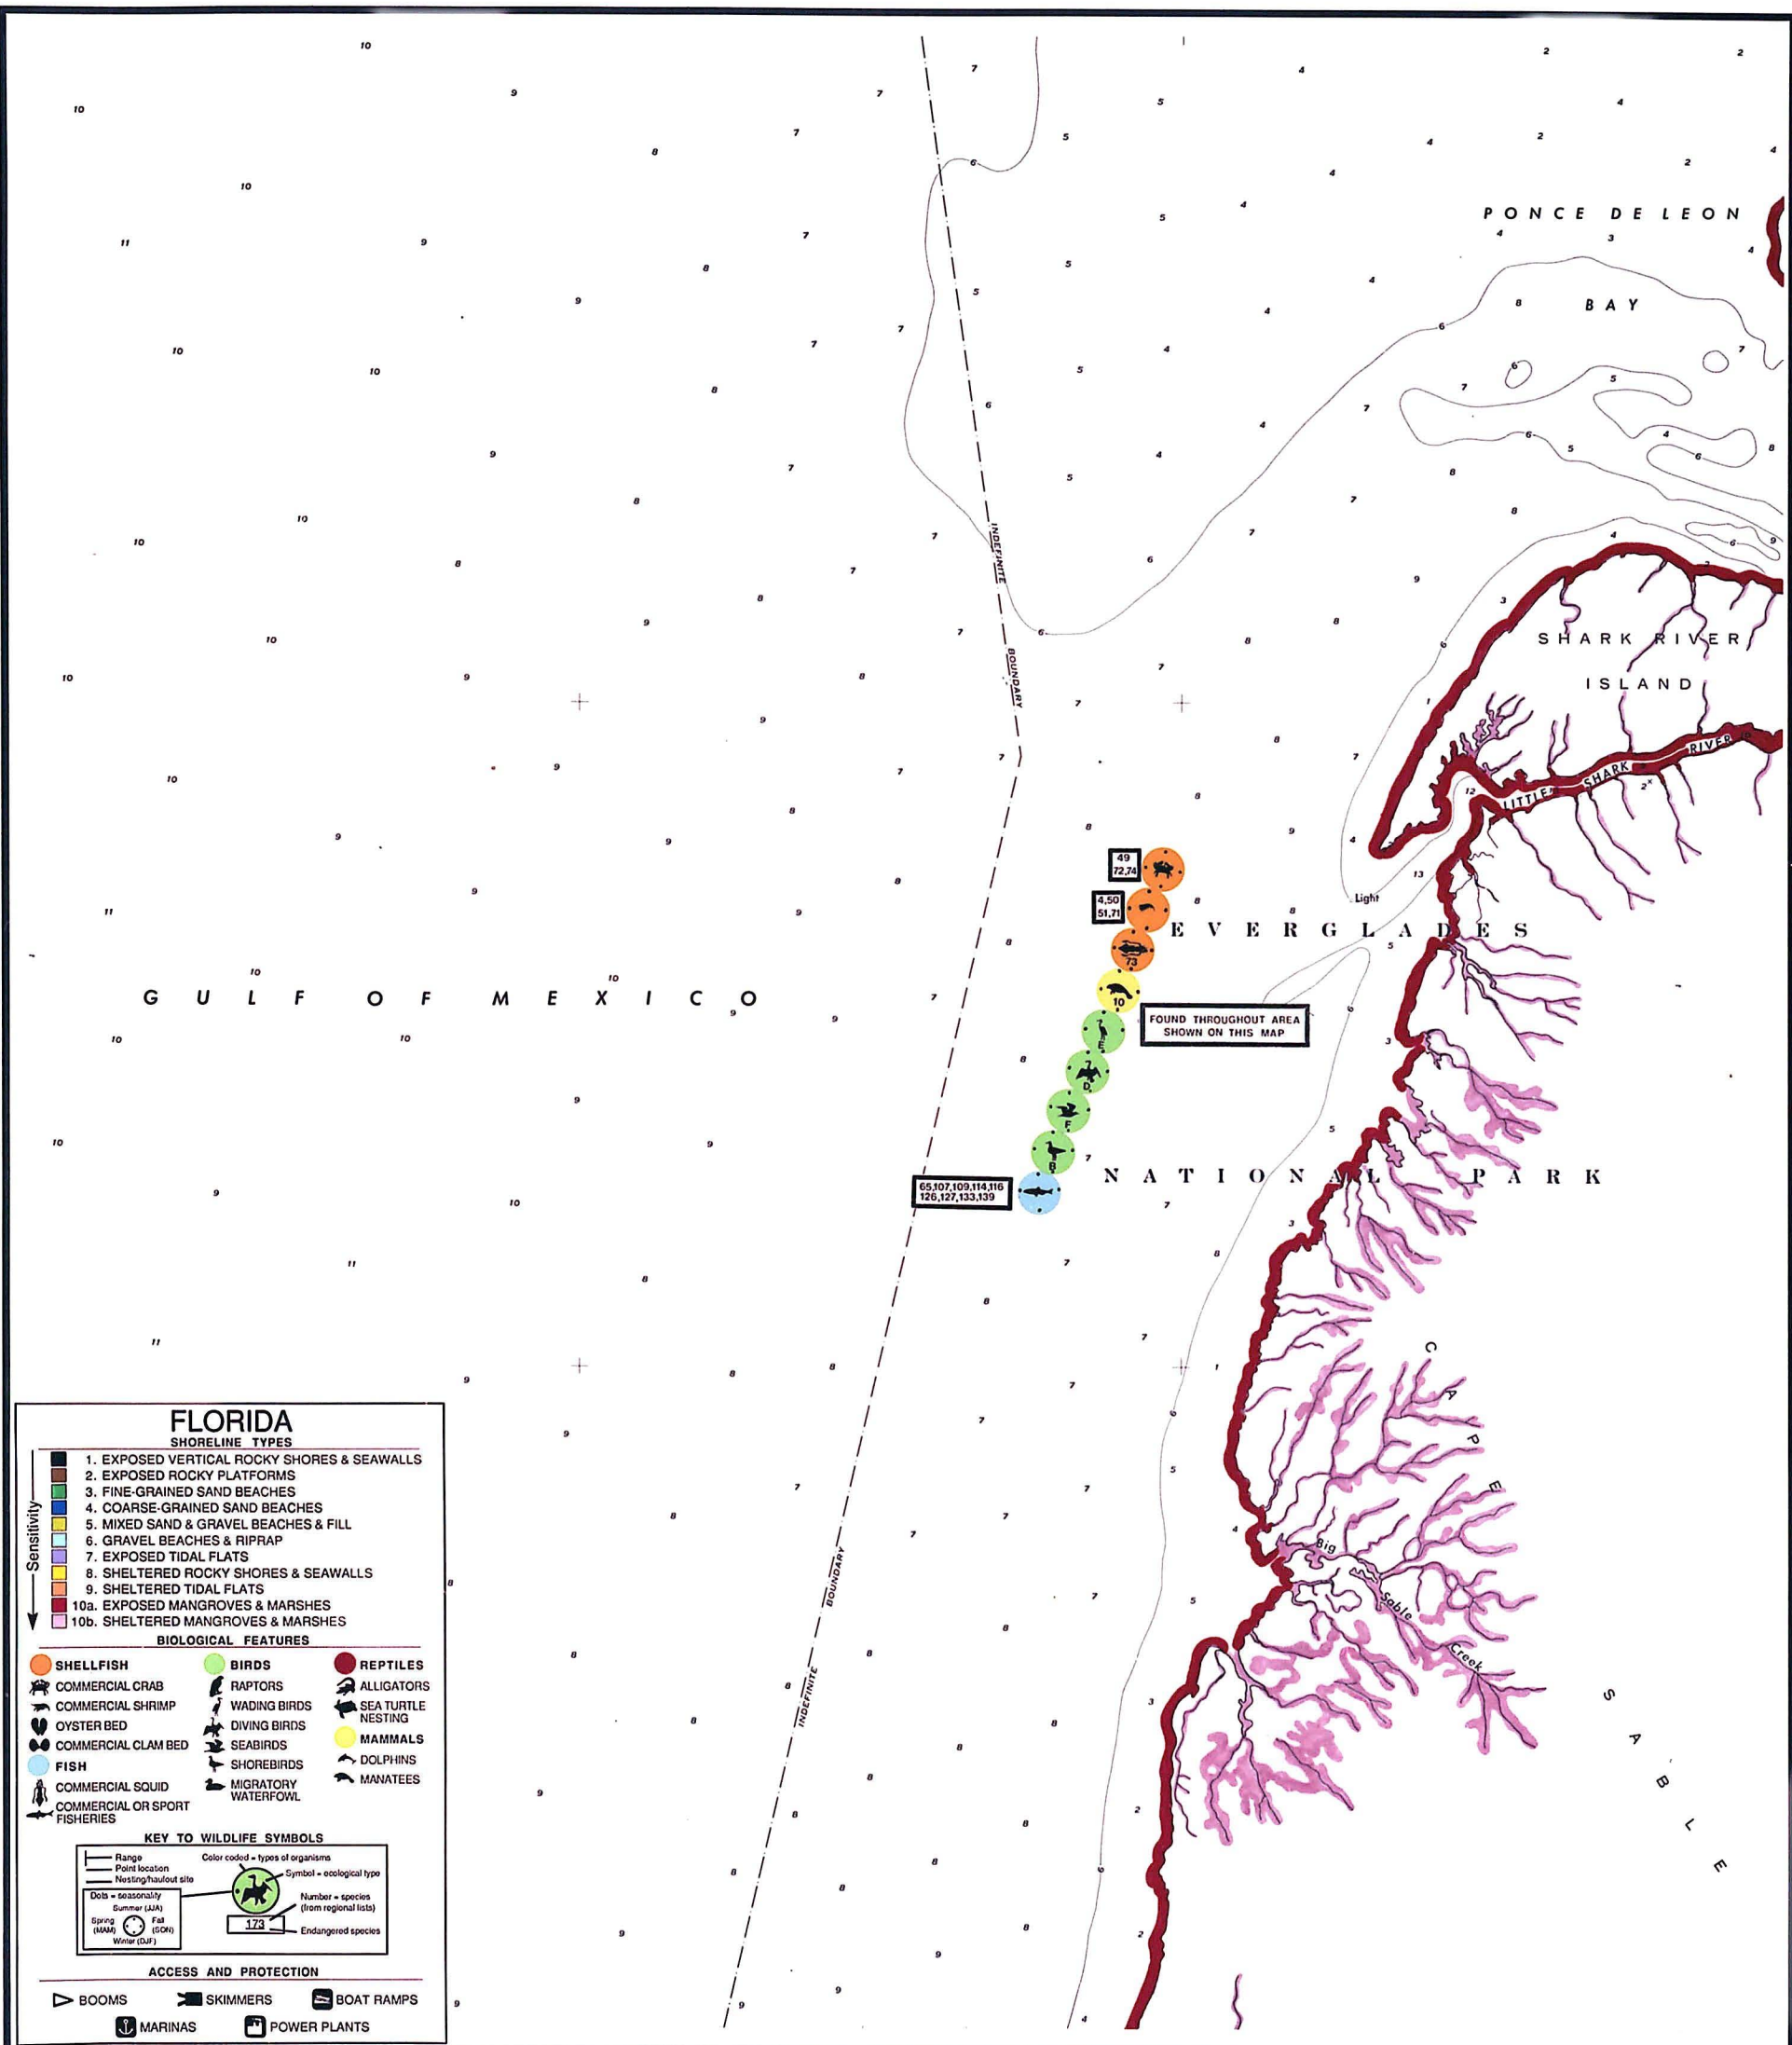 PONCE DE LEON
BAY
SHARK RIVER
ISLAND
LITTLE SHARK RIVER
INDEFINITE
BOUNDARY
49
72,74
4,50
51,71
73
10
E
D
F
B
65,107,109,114,116
126,127,133,139
Light
EVERGLADES
NATIONAL PARK
FOUND THROUGHOUT AREA
SHOWN ON THIS MAP
GULF OF MEXICO
CAPE
SABLE
Big
Sable
Creek
BOUNDARY
INDEFINITE
FLORIDA
SHORELINE TYPES
Sensitivity
1. EXPOSED VERTICAL ROCKY SHORES & SEAWALLS
2. EXPOSED ROCKY PLATFORMS
3. FINE-GRAINED SAND BEACHES
4. COARSE-GRAINED SAND BEACHES
5. MIXED SAND & GRAVEL BEACHES & FILL
6. GRAVEL BEACHES & RIPRAP
7. EXPOSED TIDAL FLATS
8. SHELTERED ROCKY SHORES & SEAWALLS
9. SHELTERED TIDAL FLATS
10a. EXPOSED MANGROVES & MARSHES
10b. SHELTERED MANGROVES & MARSHES
BIOLOGICAL FEATURES
SHELLFISH
COMMERCIAL CRAB
COMMERCIAL SHRIMP
OYSTER BED
COMMERCIAL CLAM BED
FISH
COMMERCIAL SQUID
COMMERCIAL OR SPORT
FISHERIES
BIRDS
RAPTORS
WADING BIRDS
DIVING BIRDS
SEABIRDS
SHOREBIRDS
MIGRATORY
WATERFOWL
REPTILES
ALLIGATORS
SEA TURTLE
NESTING
MAMMALS
DOLPHINS
MANATEES
KEY TO WILDLIFE SYMBOLS
Range
Point location
Nesting/haulout site
Color coded = types of organisms
Symbol = ecological type
Dots = seasonality
Summer (JJA)
Spring
(MAM)
Fall
(SON)
Winter (DJF)
Number = species
(from regional lists)
173
Endangered species
ACCESS AND PROTECTION
BOOMS
SKIMMERS
BOAT RAMPS
MARINAS
POWER PLANTS